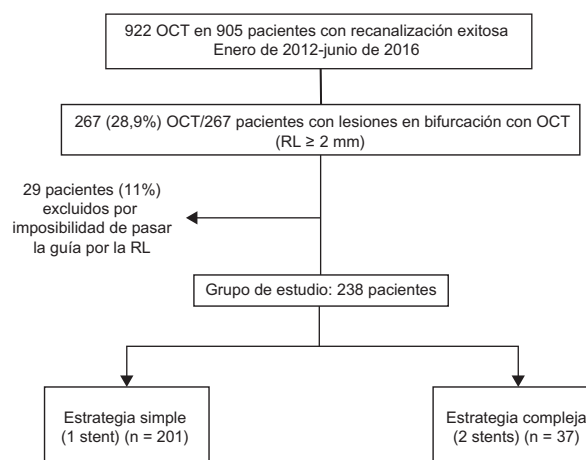 922 OCT en 905 pacientes con recanalización exitosa
Enero de 2012-junio de 2016
267 (28,9%) OCT/267 pacientes con lesiones en bifurcación con OCT
(RL ≥ 2 mm)
29 pacientes (11%)
excluidos por
imposibilidad de pasar
la guía por la RL
Grupo de estudio: 238 pacientes
Estrategia simple
(1 stent) (n = 201)
Estrategia compleja
(2 stents) (n = 37)